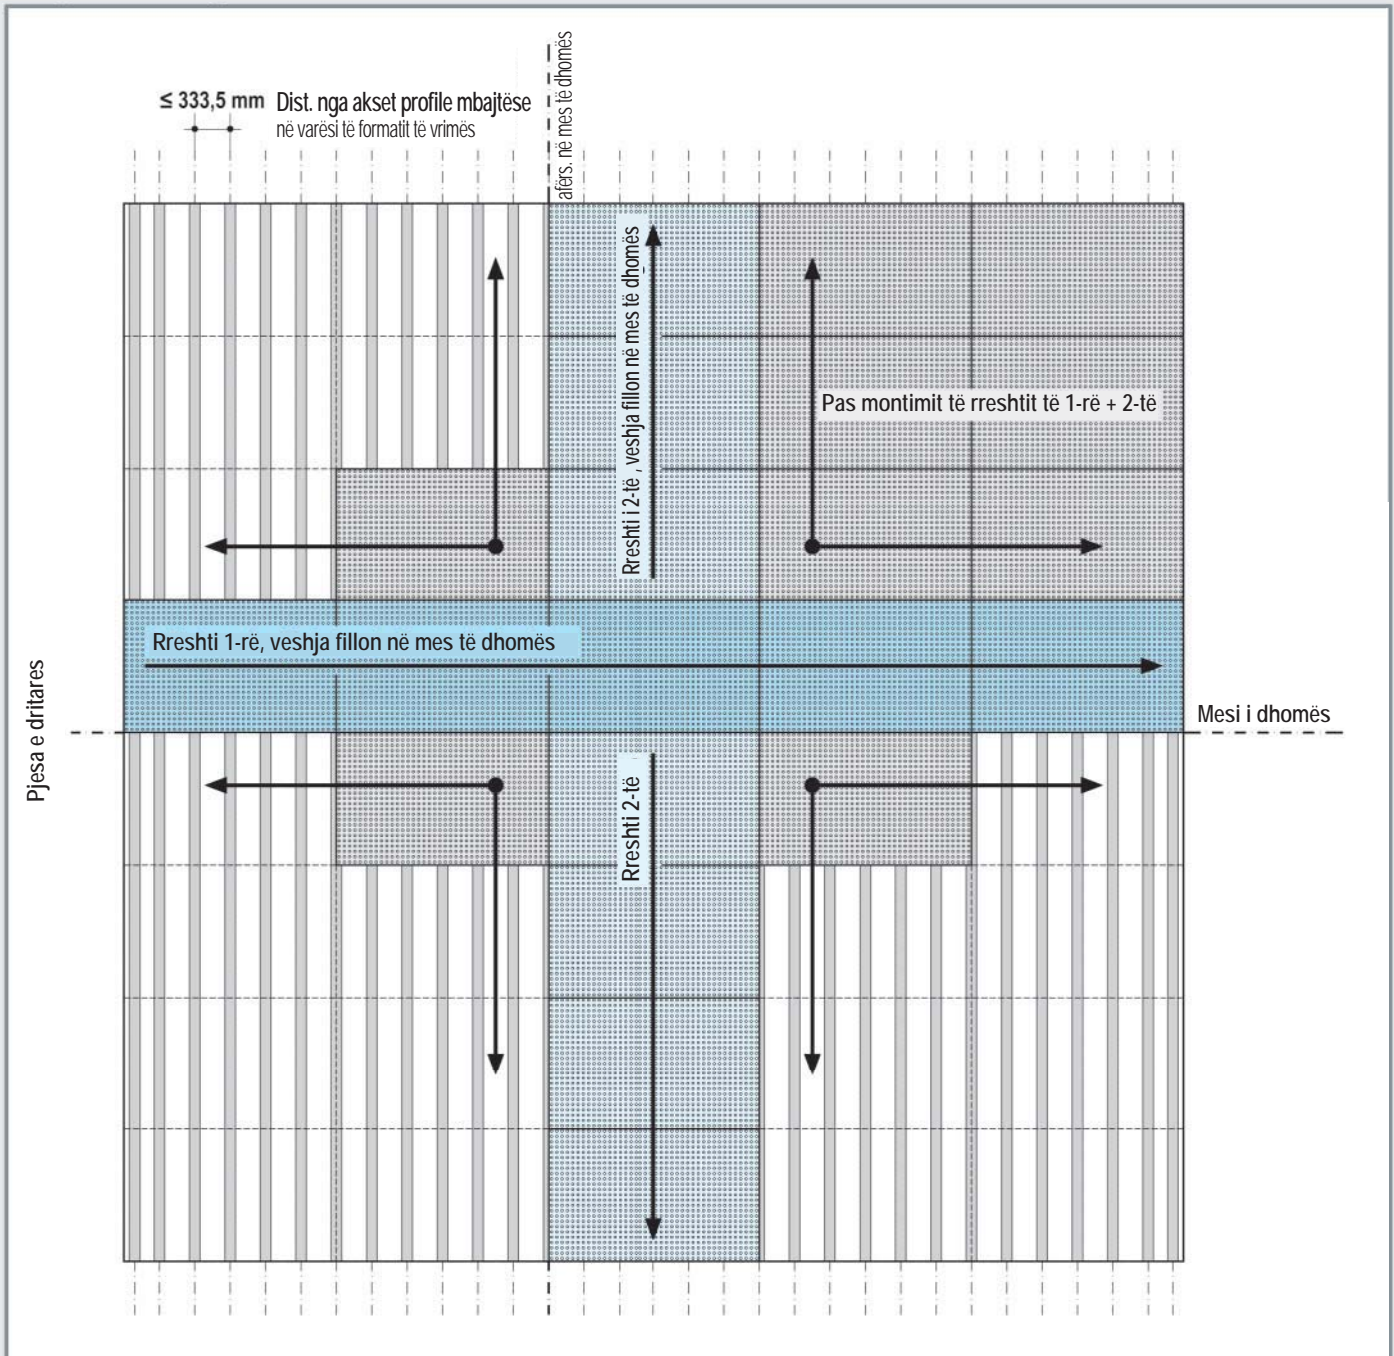 ≤ 333,5 mm Dist. nga akset profile mbajtëse
në varësi të formatit të vrimës
afërs. në mes të dhomës
Rreshti i 2-të , veshja fillon në mes të dhomës
Pas montimit të rreshtit të 1-rë + 2-të
Rreshti 1-rë, veshja fillon në mes të dhomës
Pjesa e dritares
Mesi i dhomës
Rreshti 2-të